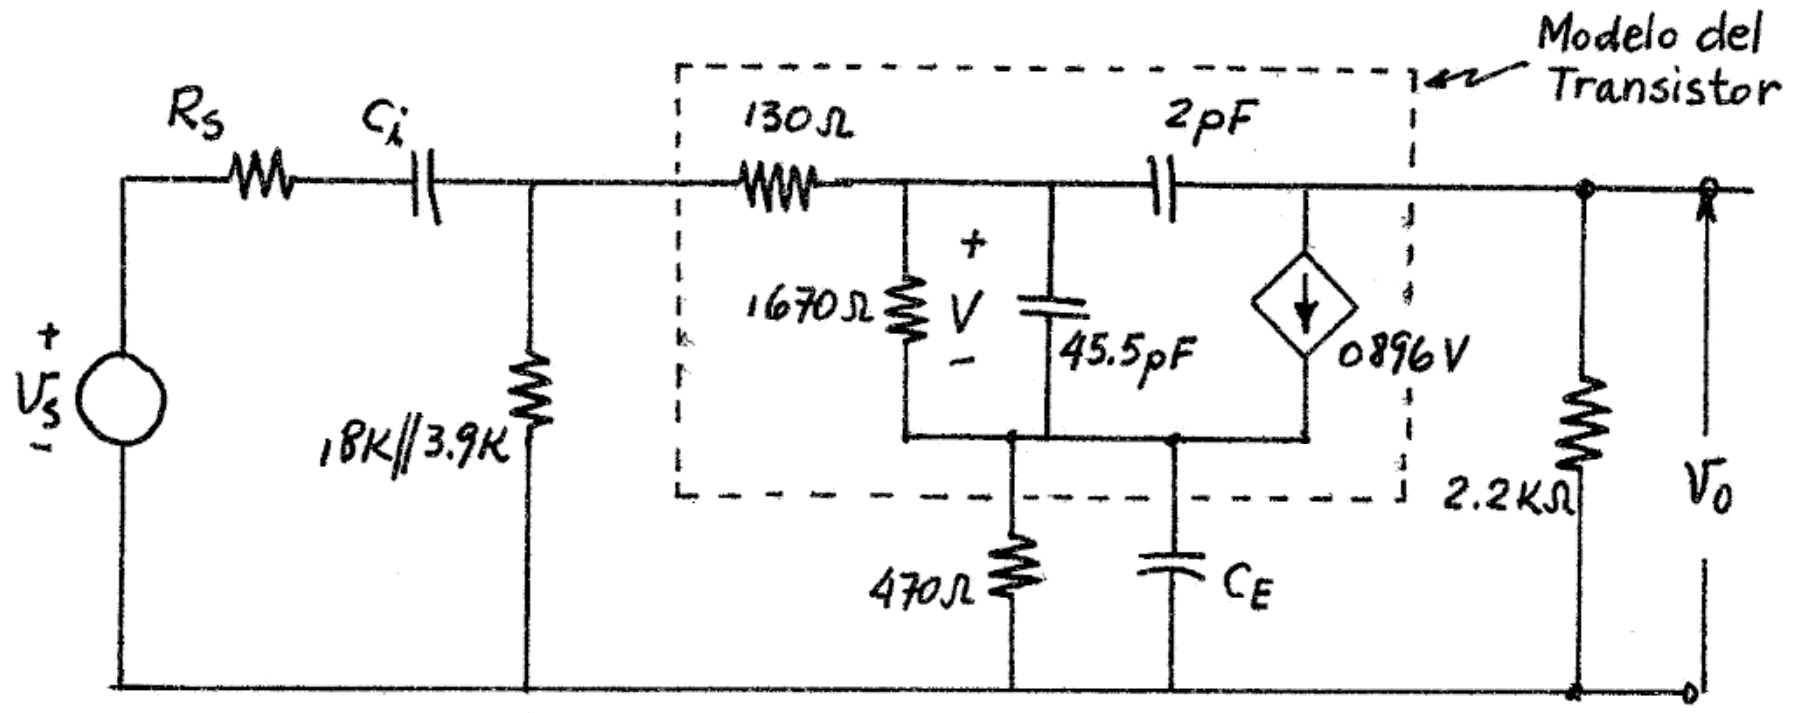 Modelo del
Transistor
Rs
Ci
130Ω
2pF
+
V
-
1670Ω
45.5pF
0896V
+
Vs
-
18K//3.9K
2.2KΩ
Vo
470Ω
CE